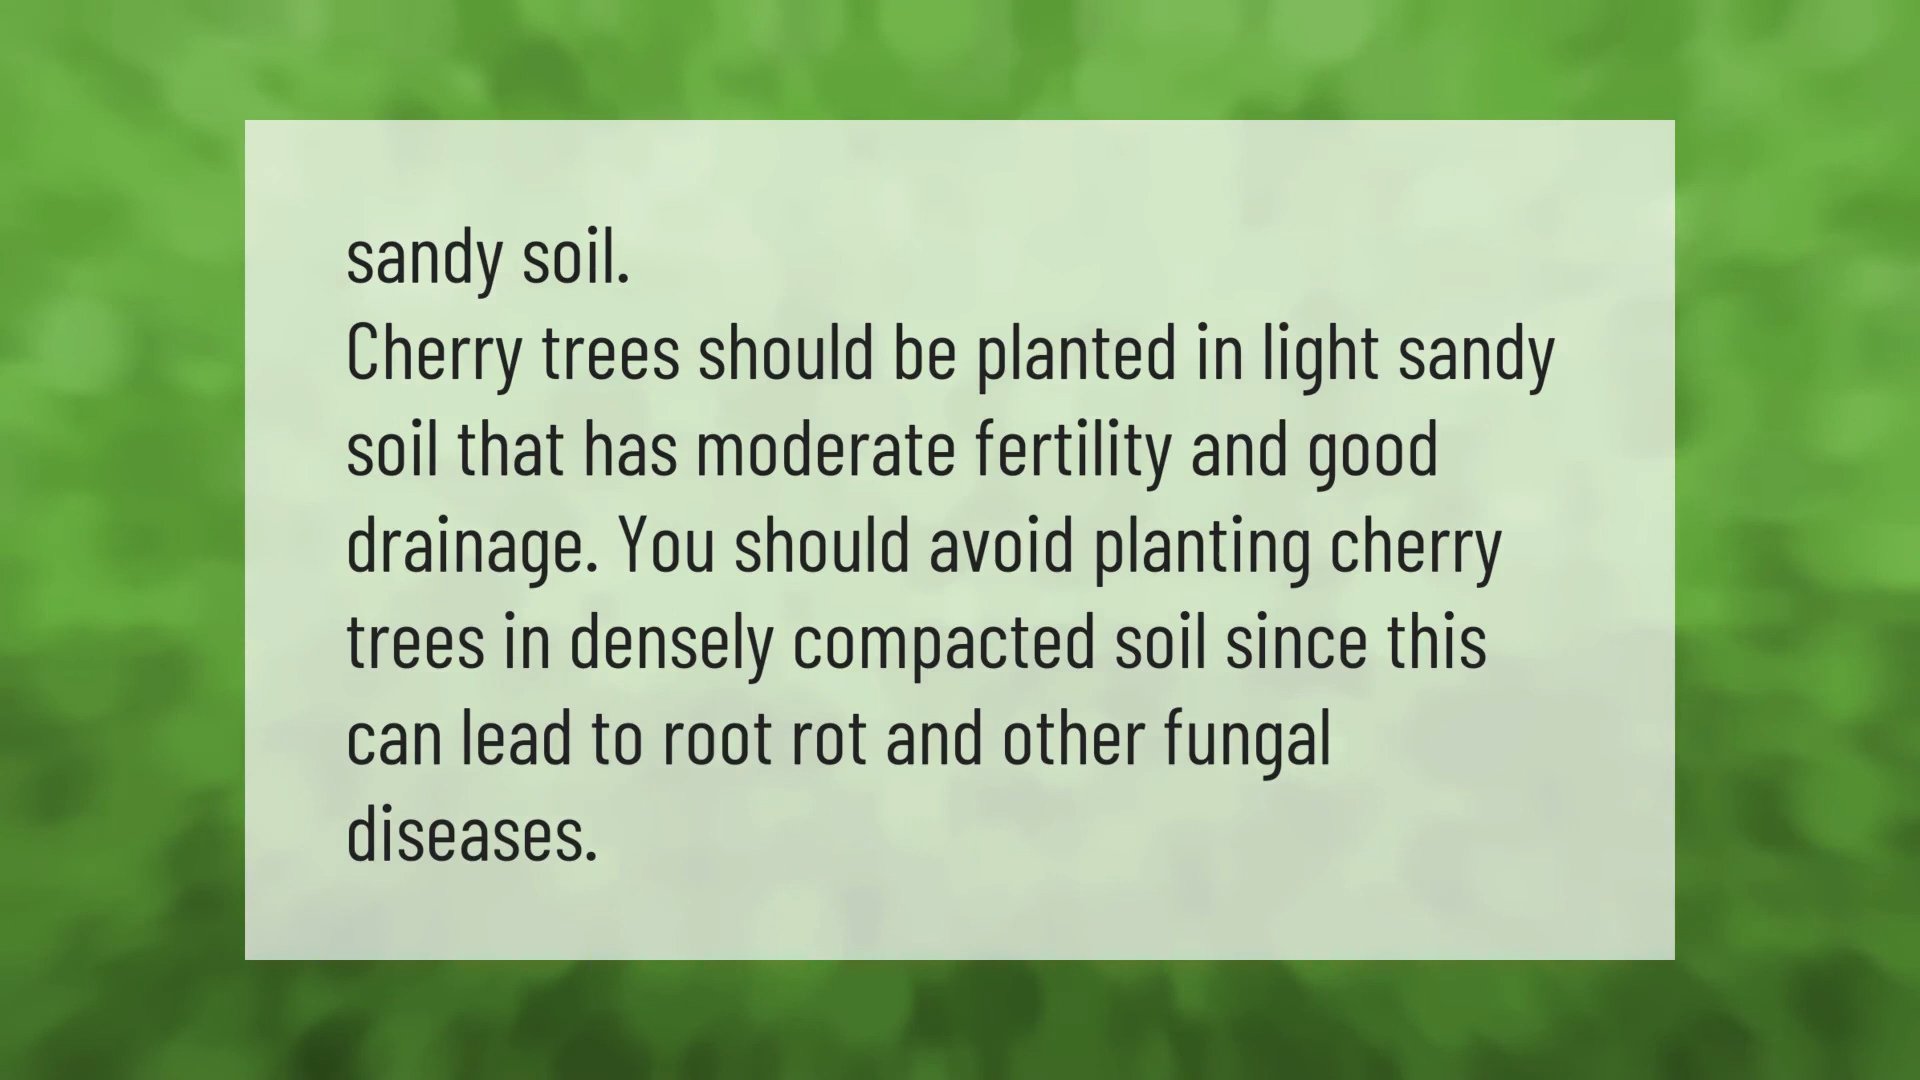 sandy soil.
Cherry trees should be planted in light sandy
soil that has moderate fertility and good
drainage. You should avoid planting cherry
trees in densely compacted soil since this
can lead to root rot and other fungal
diseases.